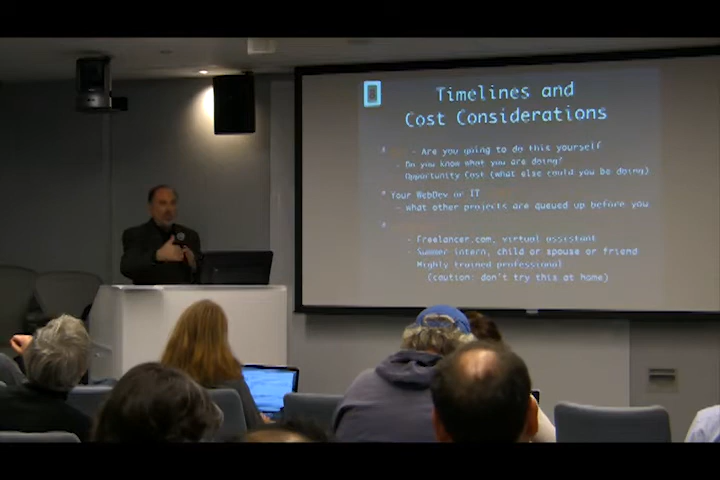 Timelines and
Cost Considerations
- Are you going to do this yourself
- Do you know what you are doing?
Opportunity Cost (what else could you be doing)
* Your WebDev or IT
- what other projects are queued up before you
- Freelancer.com, virtual assistant
- Summer intern, child or spouse or friend
Highly trained professional
(caution: don't try this at home)